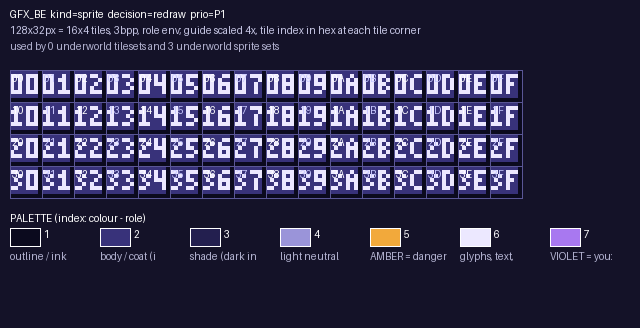 GFX_BE kind=sprite decision=redraw prio=P1
128x32px = 16x4 tiles, 3bpp, role env; guide scaled 4x, tile index in hex at each tile corner
used by 0 underworld tilesets and 3 underworld sprite sets
00 01 02 03 04 05 06 07 08 09 0A 0B 0C 0D 0E 0F
10 11 12 13 14 15 16 17 18 19 1A 1B 1C 1D 1E 1F
20 21 22 23 24 25 26 27 28 29 2A 2B 2C 2D 2E 2F
30 31 32 33 34 35 36 37 38 39 3A 3B 3C 3D 3E 3F
PALETTE (index: colour - role)
1 2 3 4 5 6 7
outline / ink body / coat (i shade (dark in light neutral AMBER = danger glyphs, text, VIOLET = you: